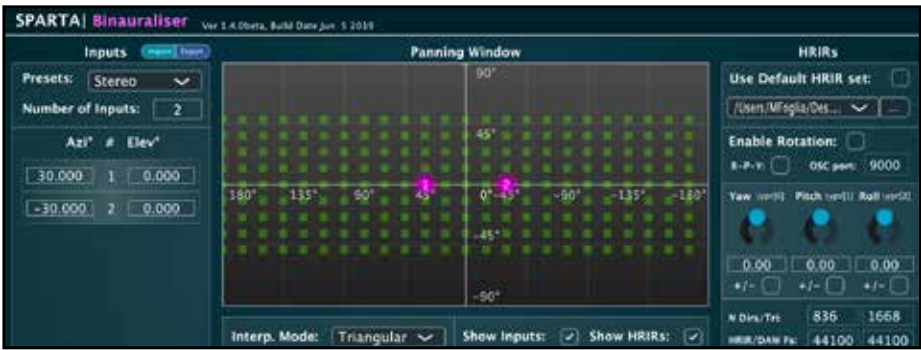 SPARTA| Binauraliser Ver 1.4.0beta, Build Date Jun 5 2019
Inputs Import Export
Presets: Stereo
Number of Inputs: 2
Azi° # Elev°
30.000 1 0.000
-30.000 2 0.000
Panning Window
90°
45°
1 2
180° 135° 90° 45° 0° -45° -90° -135° -180°
-45°
-90°
Interp. Mode: Triangular Show Inputs: Show HRIRs:
HRIRs
Use Default HRIR set:
/Users/MFoglia/Des... ...
Enable Rotation:
R-P-Y: OSC port: 9000
Yaw Pitch Roll
0.00 0.00 0.00
+/- +/- +/-
N Dirs/Tri: 836 1668
HRIR/DAW Fs: 44100 44100